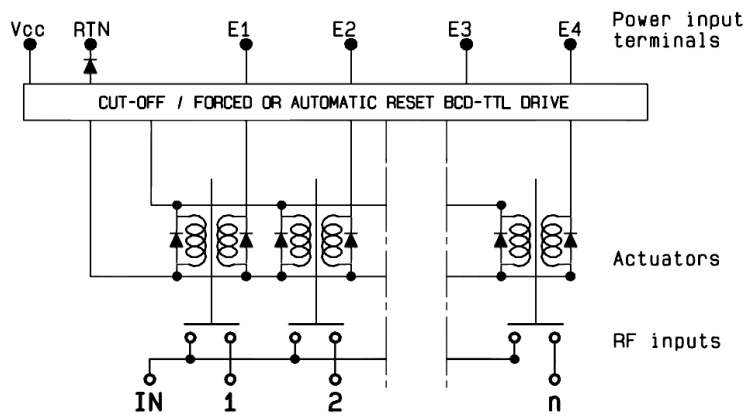 Vcc RTN E1 E2 E3 E4 Power input
terminals
CUT-OFF / FORCED OR AUTOMATIC RESET BCD-TTL DRIVE
Actuators
RF inputs
IN 1 2 n